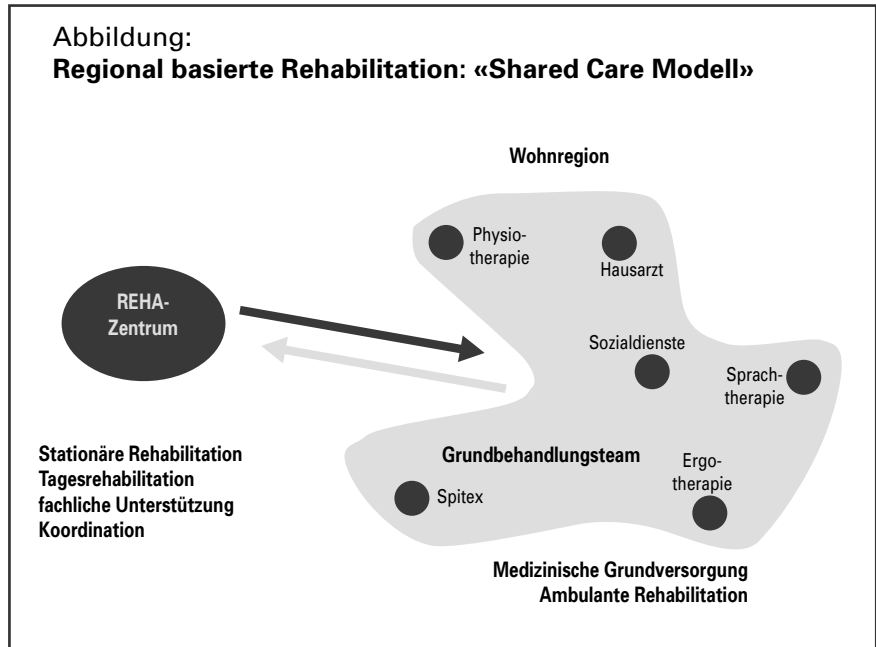 Abbildung:
Regional basierte Rehabilitation: «Shared Care Modell»
Wohnregion
Physio-
therapie
Hausarzt
REHA-
Zentrum
Sozialdienste
Sprach-
therapie
Stationäre Rehabilitation
Tagesrehabilitation
fachliche Unterstützung
Koordination
Grundbehandlungsteam
Ergo-
therapie
Spitex
Medizinische Grundversorgung
Ambulante Rehabilitation